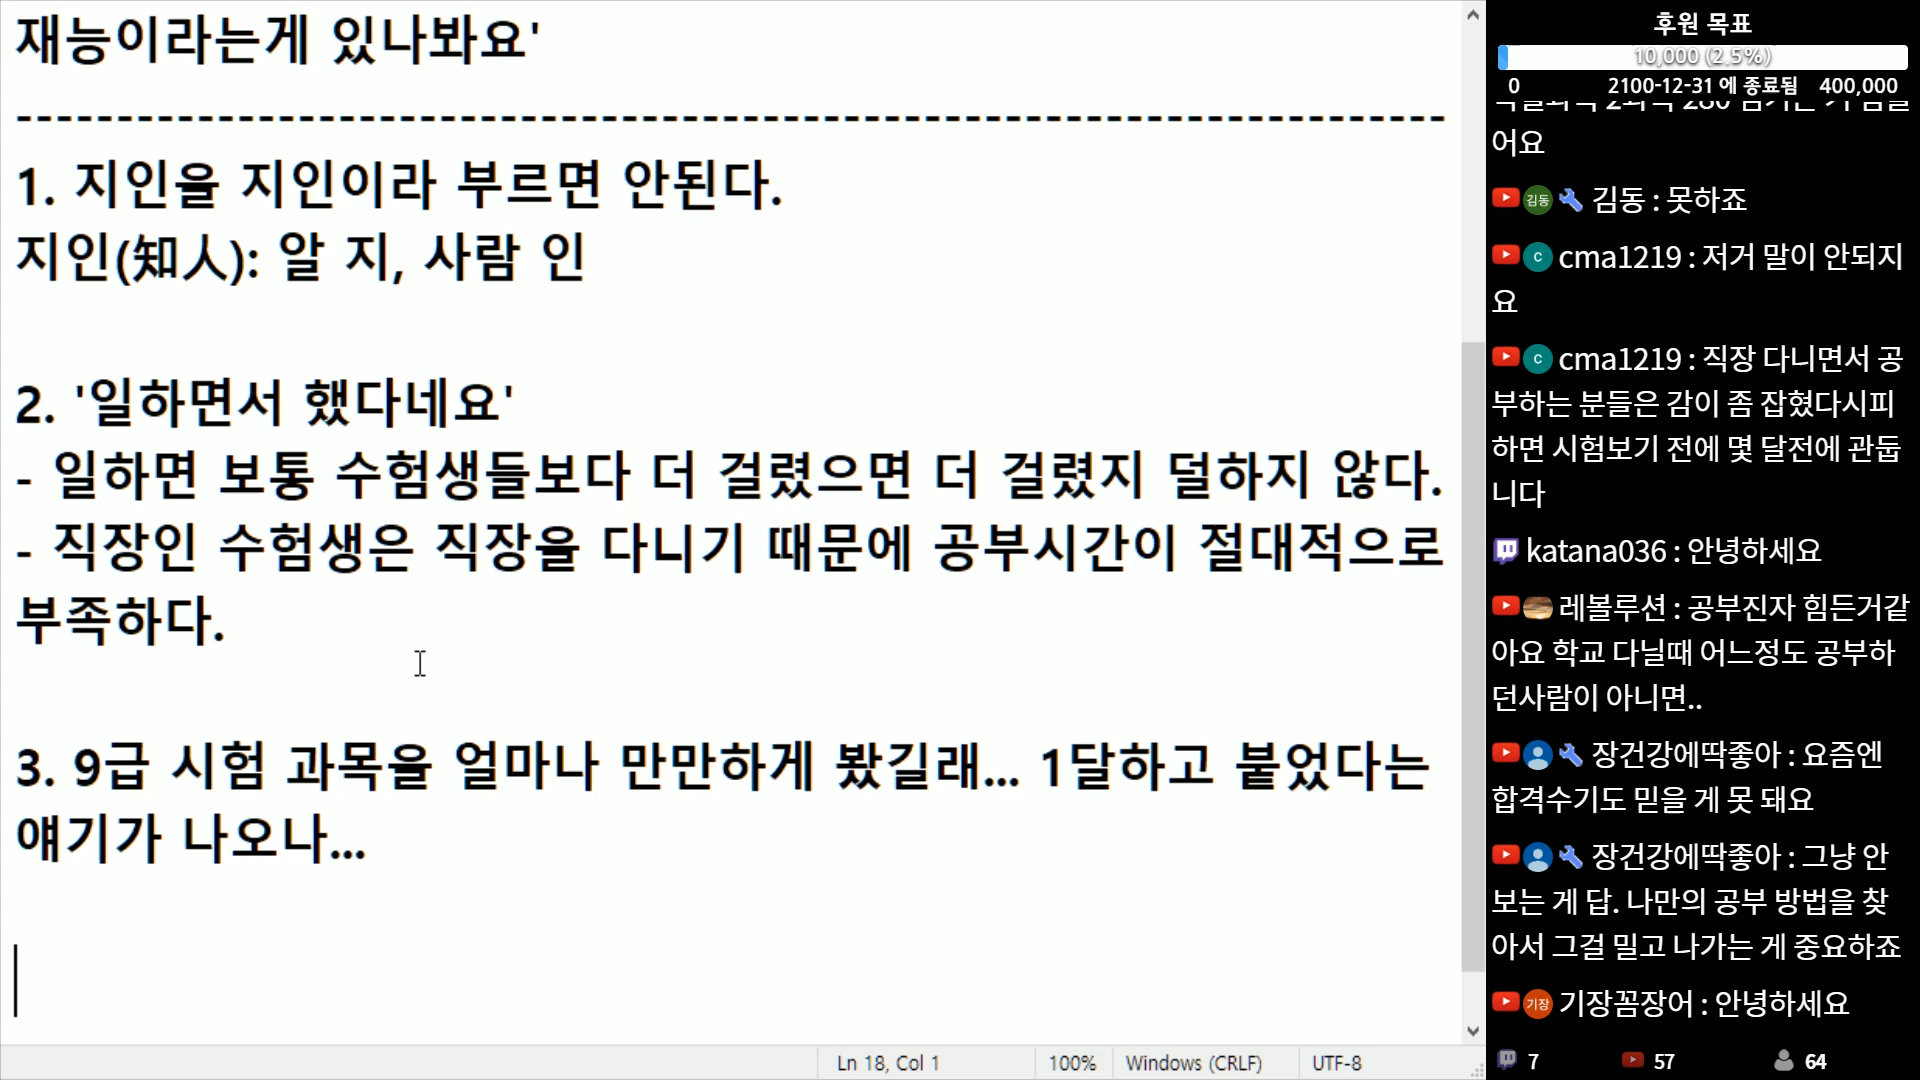 재능이라는게 있나봐요'
--------------------------------------------------------------------------
1. 지인을 지인이라 부르면 안된다.
지인(知人): 알 지, 사람 인
2. '일하면서 했다네요'
- 일하면 보통 수험생들보다 더 걸렸으면 더 걸렸지 덜하지 않다.
- 직장인 수험생은 직장을 다니기 때문에 공부시간이 절대적으로
부족하다.
3. 9급 시험 과목을 얼마나 만만하게 봤길래... 1달하고 붙었다는
얘기가 나오나...
Ln 18, Col 1
100%
Windows (CRLF)
UTF-8
후원 목표
10,000 (2.5%)
0
2100-12-31 에 종료됨
400,000
어요
김동
김동 : 못하죠
c
cma1219 : 저거 말이 안되지
요
c
cma1219 : 직장 다니면서 공
부하는 분들은 감이 좀 잡혔다시피
하면 시험보기 전에 몇 달전에 관둡
니다
katana036 : 안녕하세요
레볼루션 : 공부진자 힘든거같
아요 학교 다닐때 어느정도 공부하
던사람이 아니면..
장건강에딱좋아 : 요즘엔
합격수기도 믿을 게 못 돼요
장건강에딱좋아 : 그냥 안
보는 게 답. 나만의 공부 방법을 찾
아서 그걸 밀고 나가는 게 중요하죠
기장
기장꼼장어 : 안녕하세요
7
57
64